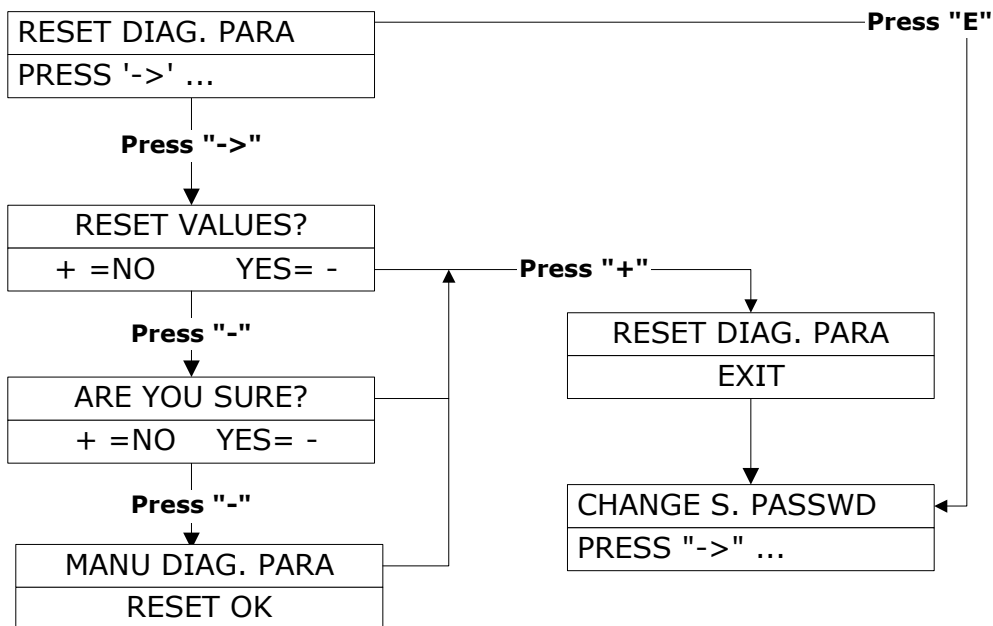 RESET DIAG. PARA
PRESS '->' ...
Press "E"
Press "->"
RESET VALUES?
+ =NO YES= -
Press "+"
Press "-"
RESET DIAG. PARA
EXIT
ARE YOU SURE?
+ =NO YES= -
Press "-"
CHANGE S. PASSWD
PRESS "->" ...
MANU DIAG. PARA
RESET OK